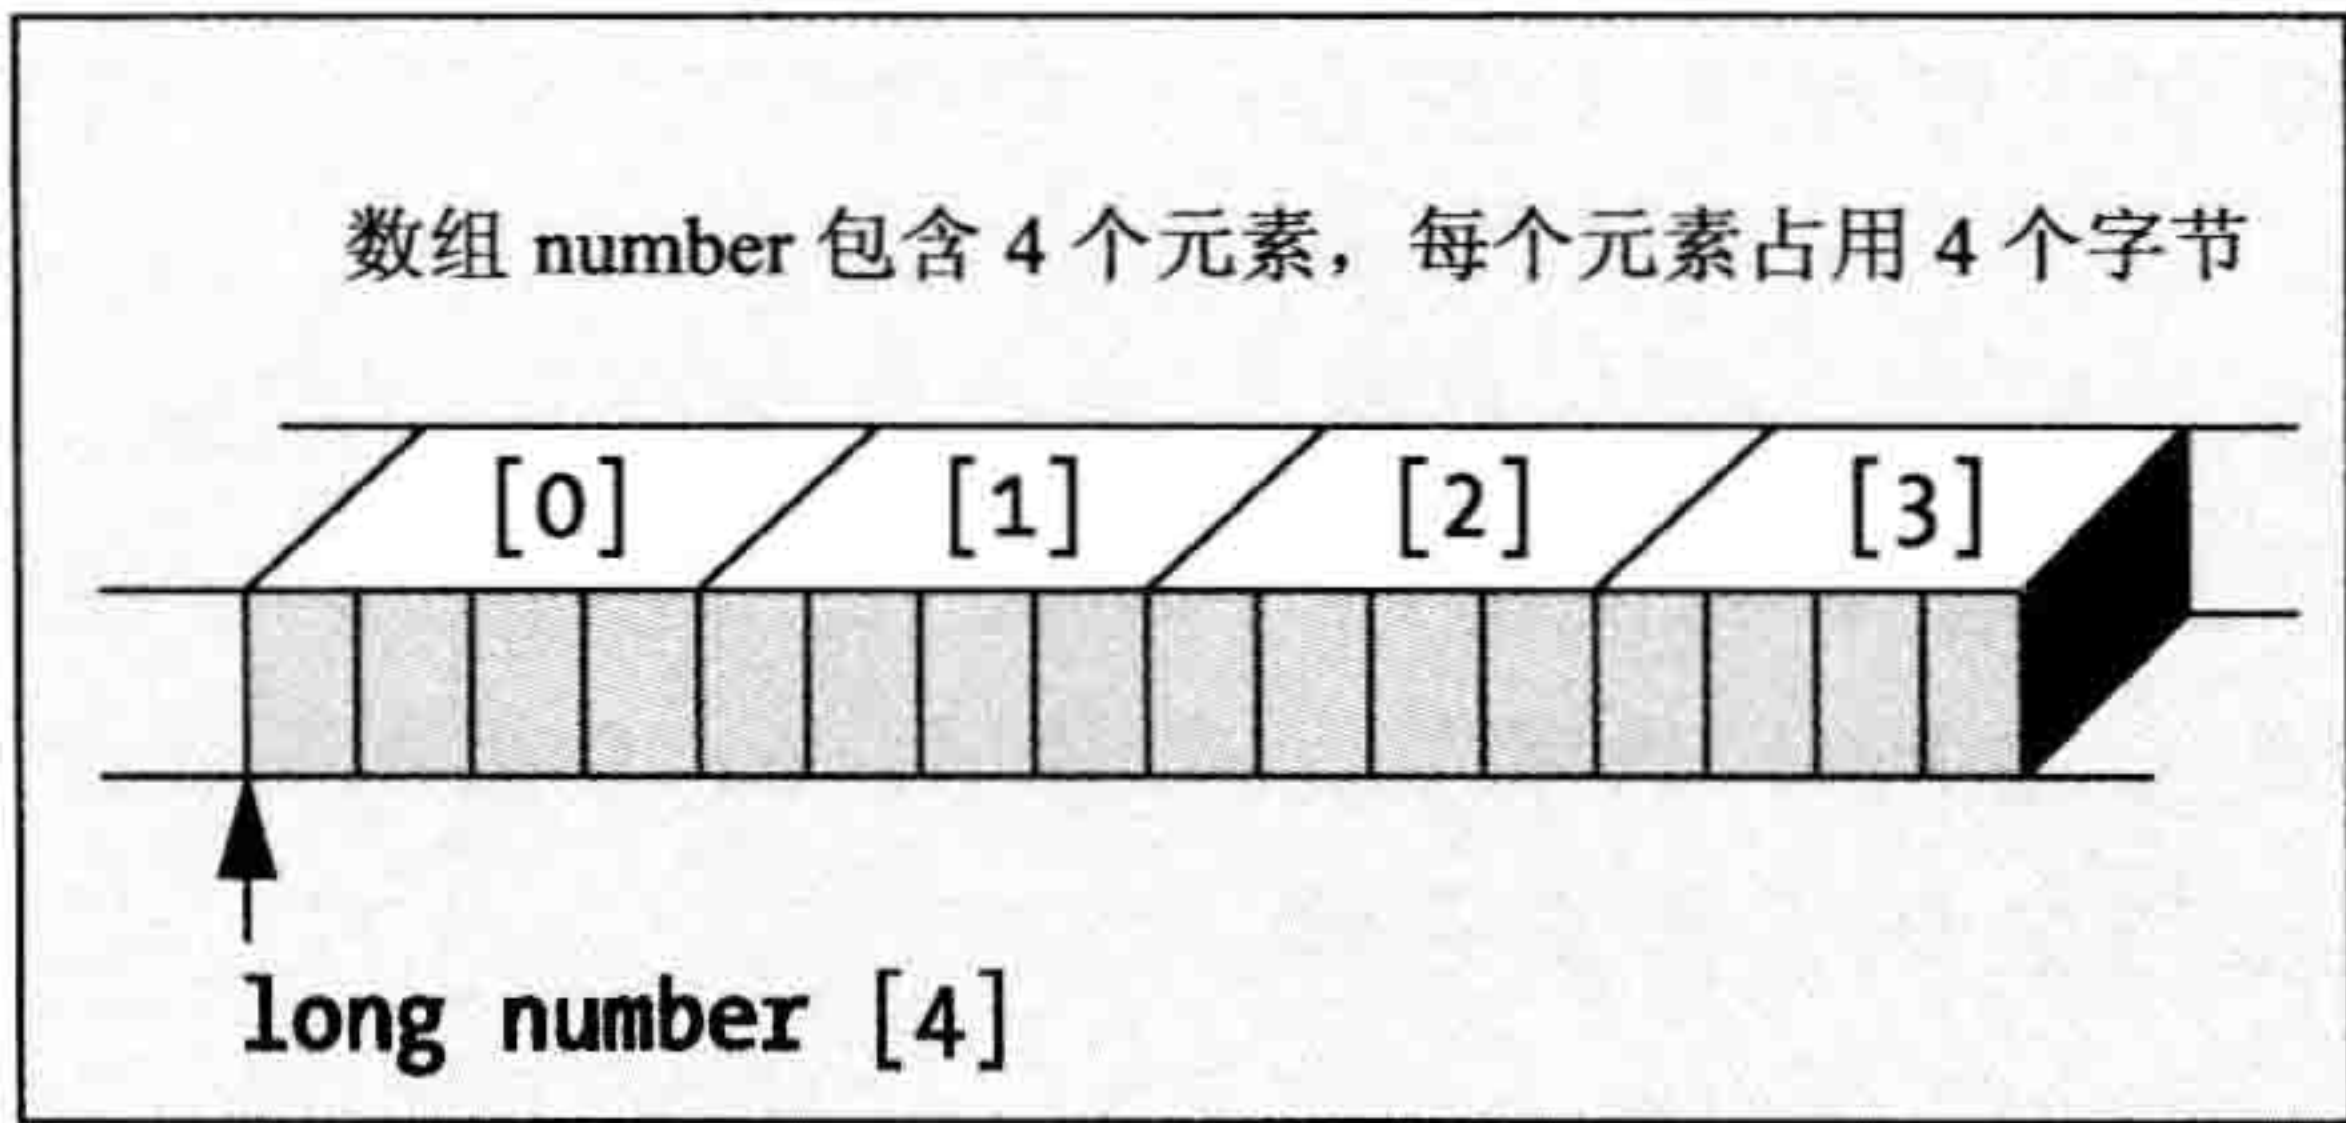 数组 number 包含 4 个元素，每个元素占用 4 个字节
[0] [1] [2] [3]
long number [4]